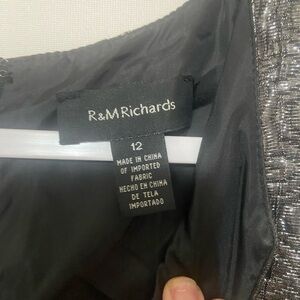 R&M Richards
12
MADE IN CHINA
OF IMPORTED
FABRIC
HECHO EN CHINA
DE TELA
IMPORTADO